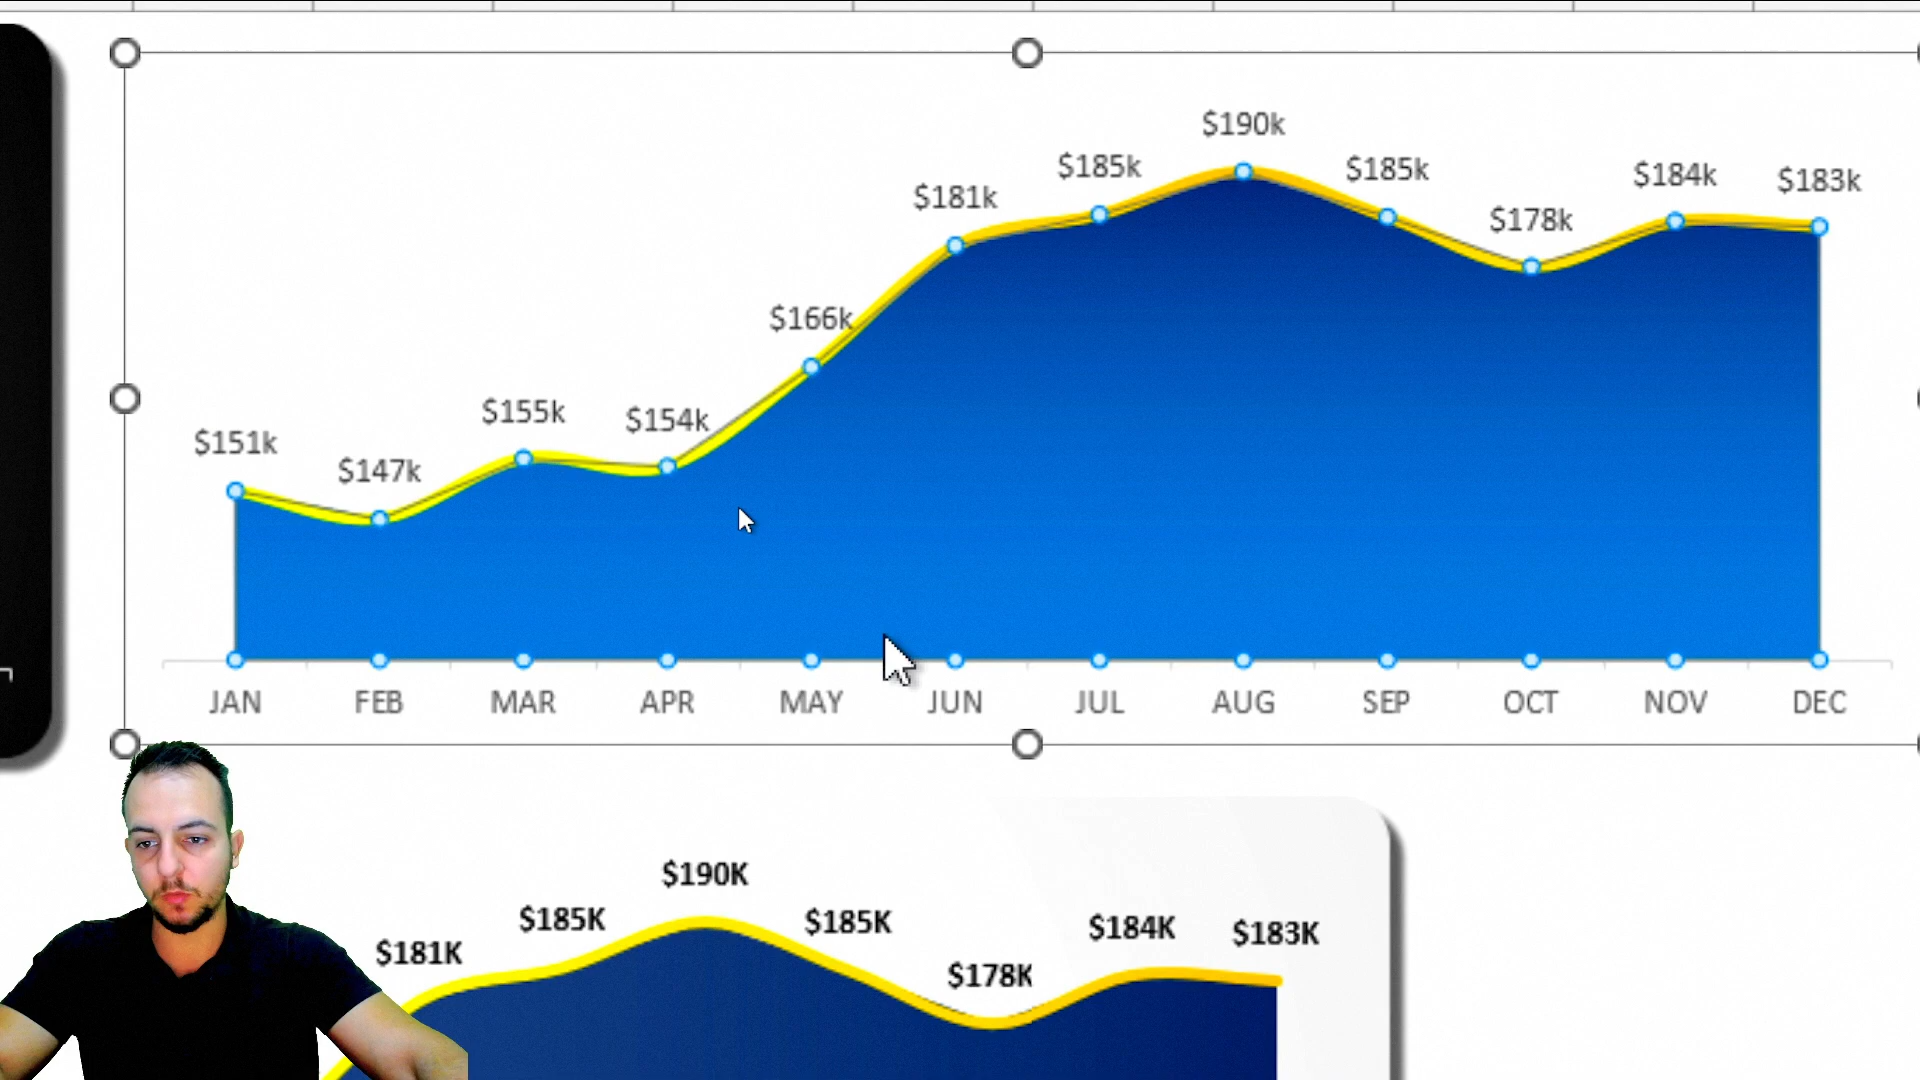 $190k
$185k
$185k
$184k
$183k
$181k
$178k
$166k
$155k
$154k
$151k
$147k
JAN FEB MAR APR MAY JUN JUL AUG SEP OCT NOV DEC
$190K
$185K
$185K
$184K
$183K
$181K
$178K